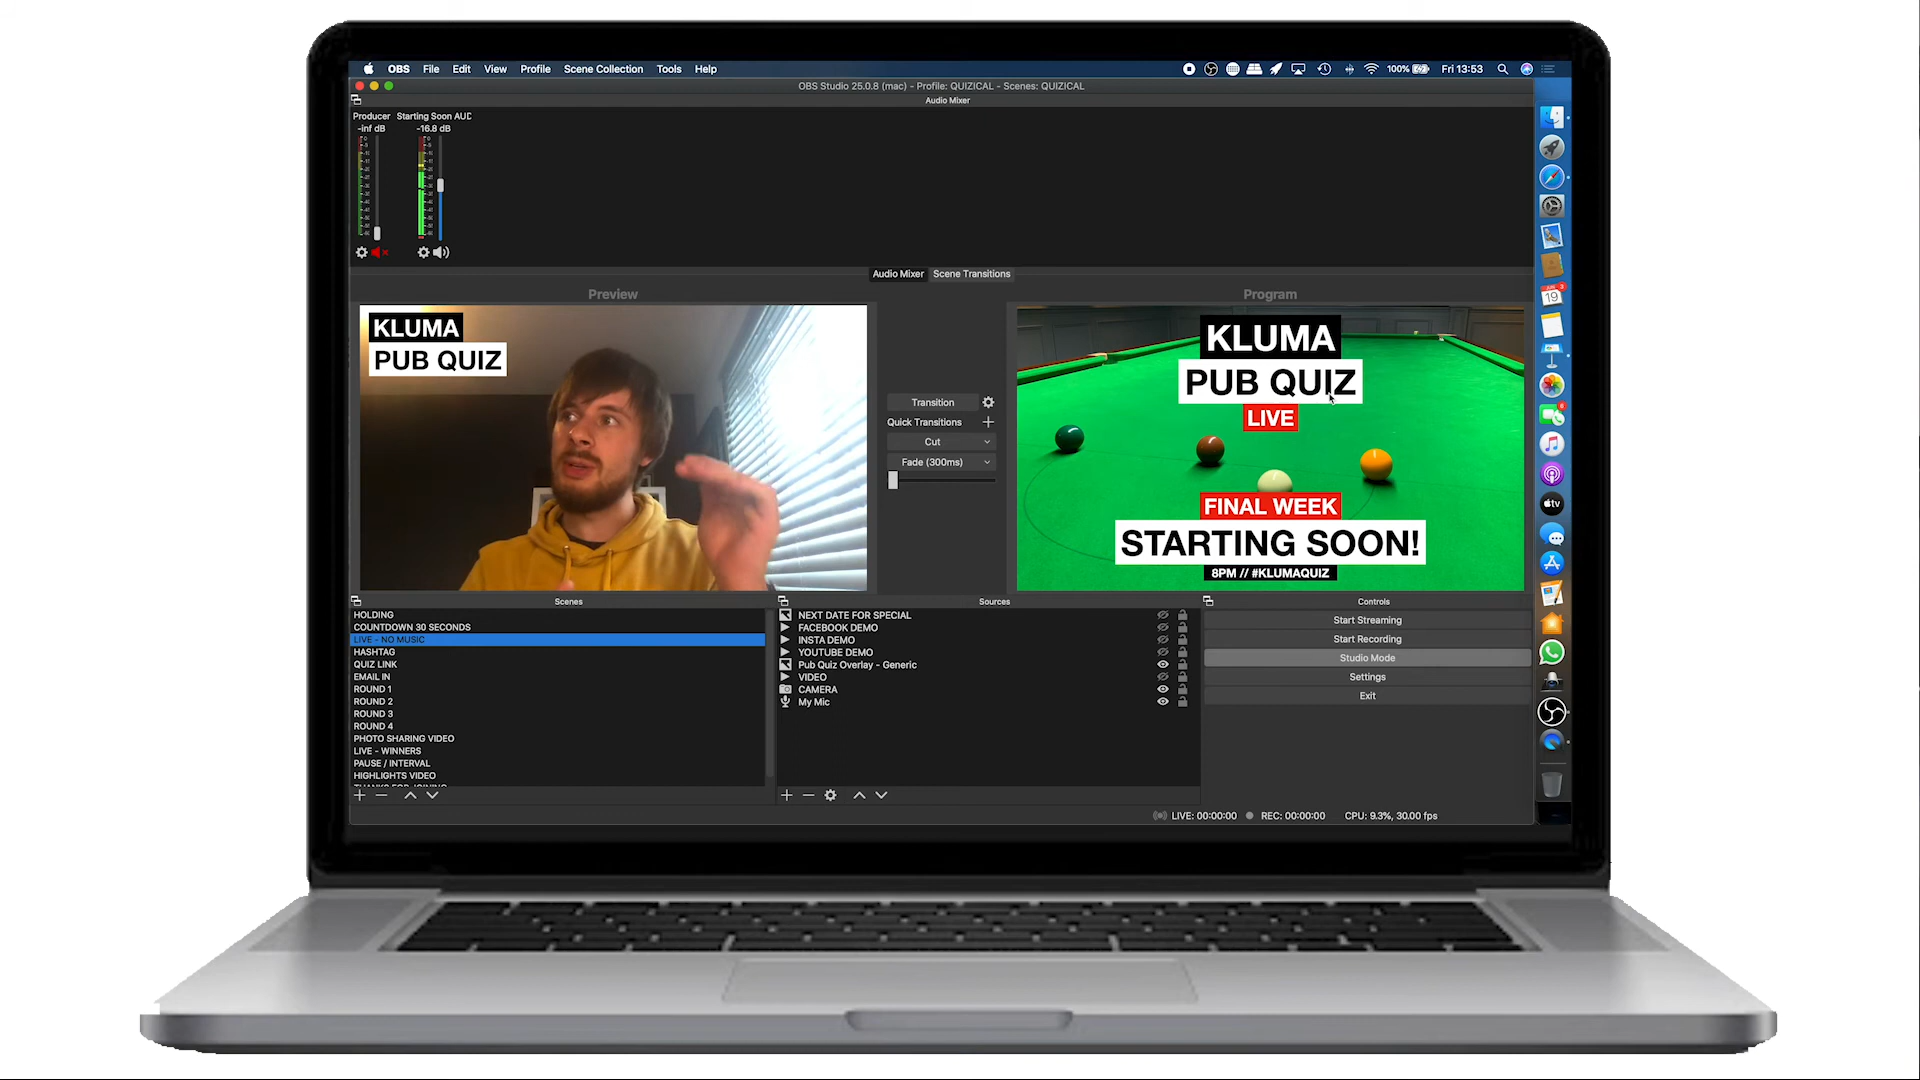 OBS File Edit View Profile Scene Collection Tools Help
100% Fri 13:53
OBS Studio 25.0.8 (mac) - Profile: QUIZICAL - Scenes: QUIZICAL
Audio Mixer
Producer Starting Soon AUD
-inf dB -16.8 dB
Audio Mixer Scene Transitions
Preview
Program
KLUMA
PUB QUIZ
Transition
Quick Transitions
Cut
Fade (300ms)
KLUMA
PUB QUIZ
LIVE
FINAL WEEK
STARTING SOON!
8PM // #KLUMAQUIZ
Scenes
HOLDING
COUNTDOWN 30 SECONDS
LIVE - NO MUSIC
HASHTAG
QUIZ LINK
EMAIL IN
ROUND 1
ROUND 2
ROUND 3
ROUND 4
PHOTO SHARING VIDEO
LIVE - WINNERS
PAUSE / INTERVAL
HIGHLIGHTS VIDEO
Sources
NEXT DATE FOR SPECIAL
FACEBOOK DEMO
INSTA DEMO
YOUTUBE DEMO
Pub Quiz Overlay - Generic
VIDEO
CAMERA
My Mic
Controls
Start Streaming
Start Recording
Studio Mode
Settings
Exit
LIVE: 00:00:00 REC: 00:00:00 CPU: 9.3%, 30.00 fps
19
tv